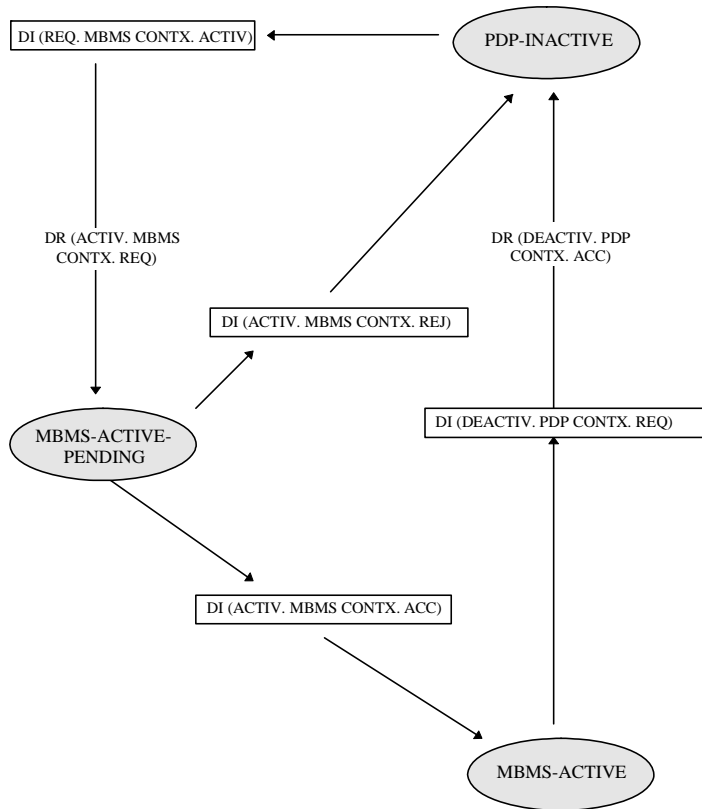 DI (REQ. MBMS CONTX. ACTIV)
PDP-INACTIVE
DR (ACTIV. MBMS
CONTX. REQ)
DR (DEACTIV. PDP
CONTX. ACC)
DI (ACTIV. MBMS CONTX. REJ)
MBMS-ACTIVE-
PENDING
DI (DEACTIV. PDP CONTX. REQ)
DI (ACTIV. MBMS CONTX. ACC)
MBMS-ACTIVE